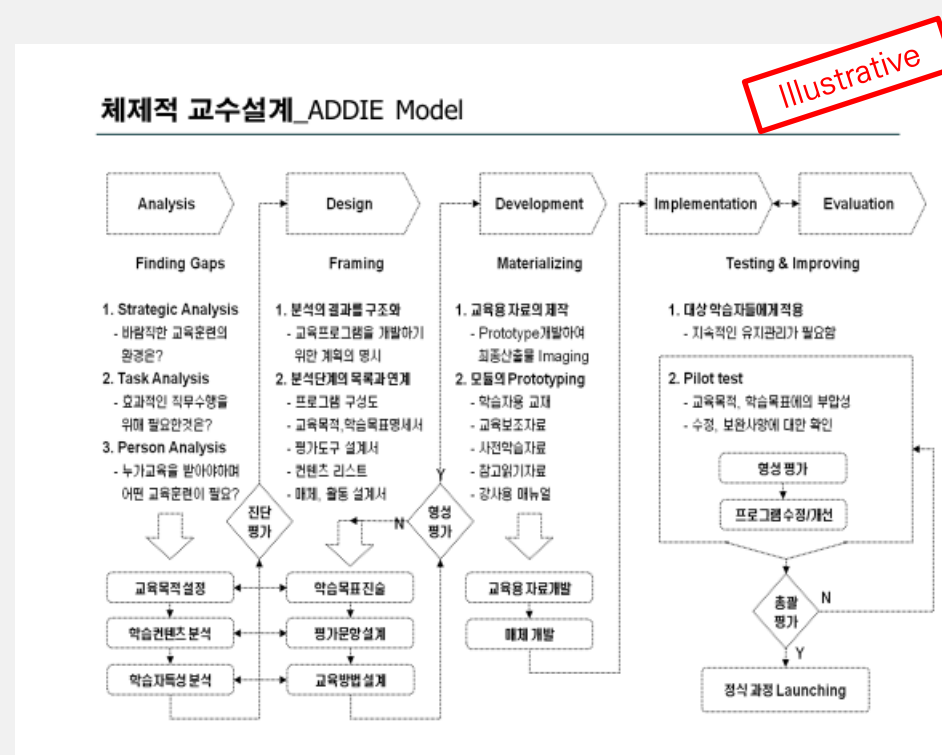 Illustrative
체제적 교수설계_ADDIE Model
Analysis
Design
Development
Implementation
Evaluation
Finding Gaps
Framing
Materializing
Testing & Improving
1. Strategic Analysis
- 바람직한 교육훈련의
환경은?
2. Task Analysis
- 효과적인 직무수행을
위해 필요한것은?
3. Person Analysis
- 누가교육을 받아야하며
어떤 교육훈련이 필요?
1. 분석의 결과를 구조화
- 교육프로그램을 개발하기
위한 계획의 명시
2. 분석단계의 목록과 연계
- 프로그램 구성도
- 교육목적,학습목표명세서
- 평가도구 설계서
- 컨텐츠 리스트
- 매체, 활동 설계서
1. 교육용 자료의 제작
- Prototype개발하여
최종산출물 Imaging
2. 모듈의 Prototyping
- 학습자용 교재
- 교육보조자료
- 사전학습자료
- 참고읽기자료
- 강사용 매뉴얼
1. 대상 학습자들에게 적용
- 지속적인 유지관리가 필요함
2. Pilot test
- 교육목적, 학습목표에의 부합성
- 수정, 보완사항에 대한 확인
형성 평가
프로그램 수정/개선
진단
평가
Y
N
형성
평가
교육목적 설정
학습컨텐츠 분석
학습자특성 분석
학습목표 진술
평가문항 설계
교육방법 설계
교육용 자료개발
매체 개발
총괄
평가
N
Y
정식 과정 Launching